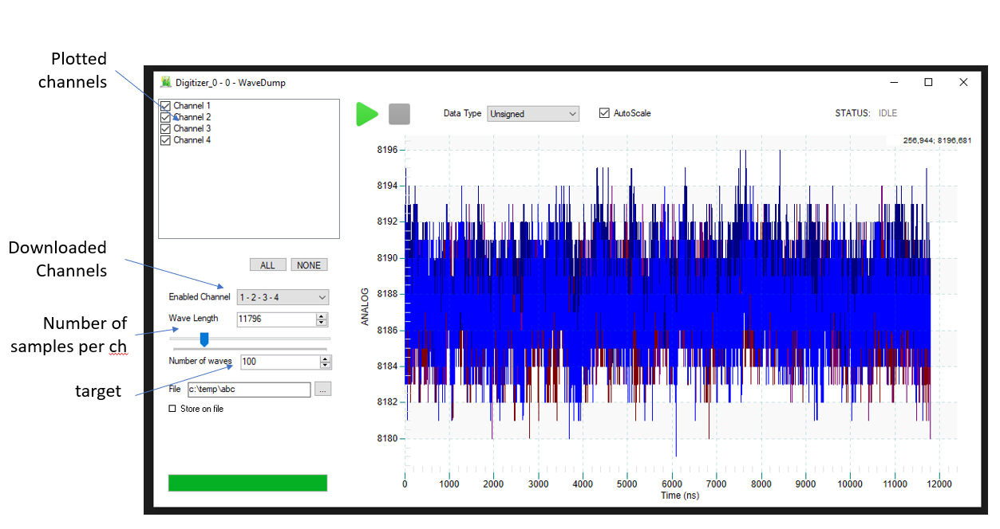 Plotted
channels
Downloaded
Channels
Number of
samples per ch
target
Digitizer_0 - 0 - WaveDump
Channel 1
Channel 2
Channel 3
Channel 4
ALL NONE
Enabled Channel 1 - 2 - 3 - 4
Wave Length 11796
Number of waves 100
File c:\temp\abc ...
Store on file
Data Type Unsigned AutoScale STATUS: IDLE
256,944; 8196,681
8196
8194
8192
8190
8188
8186
8184
8182
8180
ANALOG
0 1000 2000 3000 4000 5000 6000 7000 8000 9000 10000 11000 12000
Time (ns)